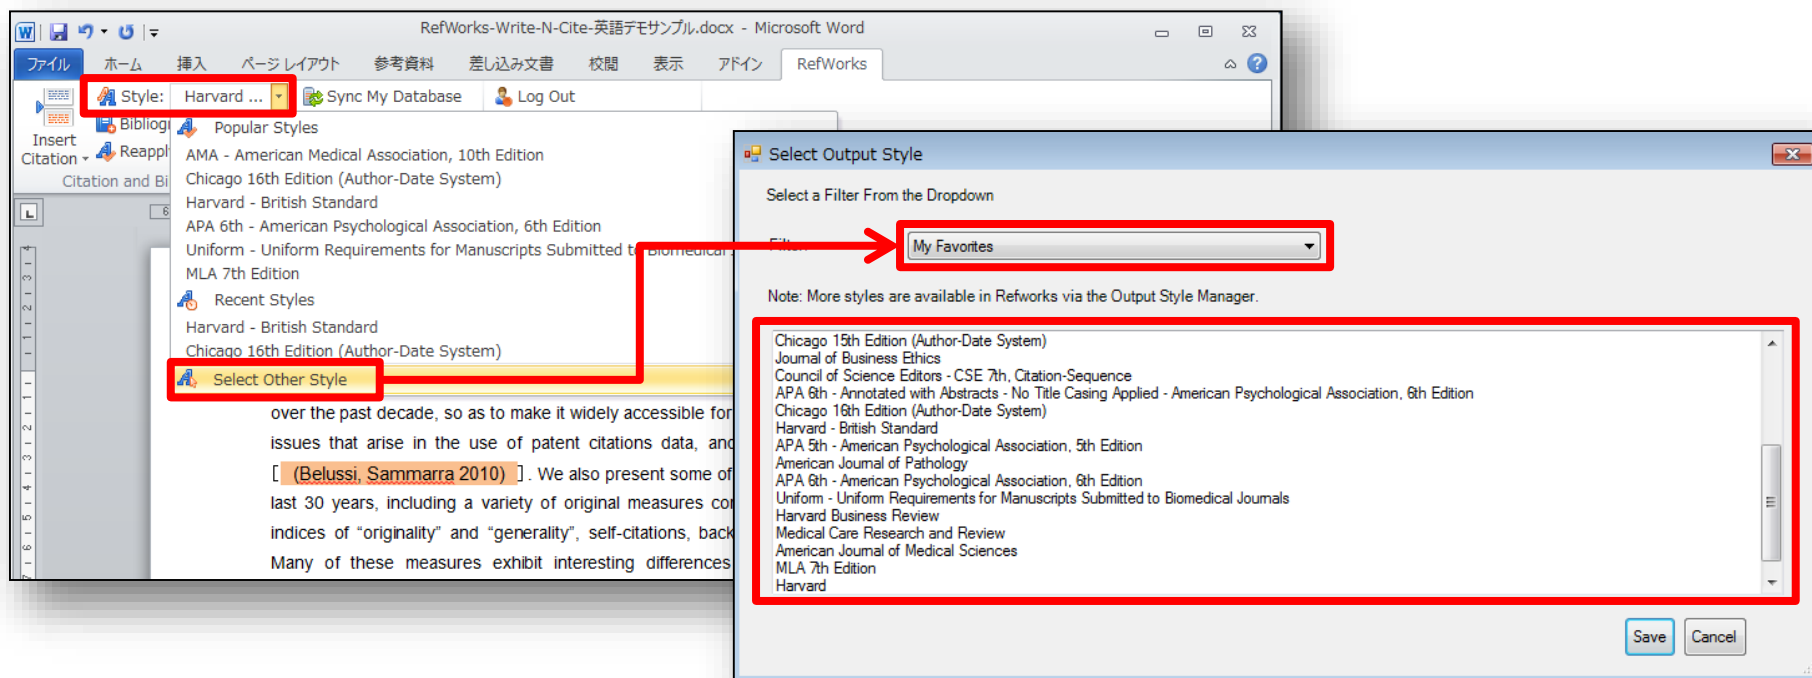 RefWorks-Write-N-Cite-英語デモサンプル.docx - Microsoft Word
ファイル ホーム 挿入 ページ レイアウト 参考資料 差し込み文書 校閲 表示 アドイン RefWorks
Style: Harvard ... Sync My Database Log Out
Insert Citation
Bibliogr
Reappl
Citation and Bi
Popular Styles
AMA - American Medical Association, 10th Edition
Chicago 16th Edition (Author-Date System)
Harvard - British Standard
APA 6th - American Psychological Association, 6th Edition
Uniform - Uniform Requirements for Manuscripts Submitted to Biomedical
MLA 7th Edition
Recent Styles
Harvard - British Standard
Chicago 16th Edition (Author-Date System)
Select Other Style
over the past decade, so as to make it widely accessible for
issues that arise in the use of patent citations data, and
[ (Belussi, Sammarra 2010) ]. We also present some of
last 30 years, including a variety of original measures con
indices of “originality” and “generality”, self-citations, back
Many of these measures exhibit interesting differences
Select Output Style
Select a Filter From the Dropdown
Filter: My Favorites
Note: More styles are available in Refworks via the Output Style Manager.
Chicago 15th Edition (Author-Date System)
Journal of Business Ethics
Council of Science Editors - CSE 7th, Citation-Sequence
APA 6th - Annotated with Abstracts - No Title Casing Applied - American Psychological Association, 6th Edition
Chicago 16th Edition (Author-Date System)
Harvard - British Standard
APA 5th - American Psychological Association, 5th Edition
American Journal of Pathology
APA 6th - American Psychological Association, 6th Edition
Uniform - Uniform Requirements for Manuscripts Submitted to Biomedical Journals
Harvard Business Review
Medical Care Research and Review
American Journal of Medical Sciences
MLA 7th Edition
Harvard
Save Cancel